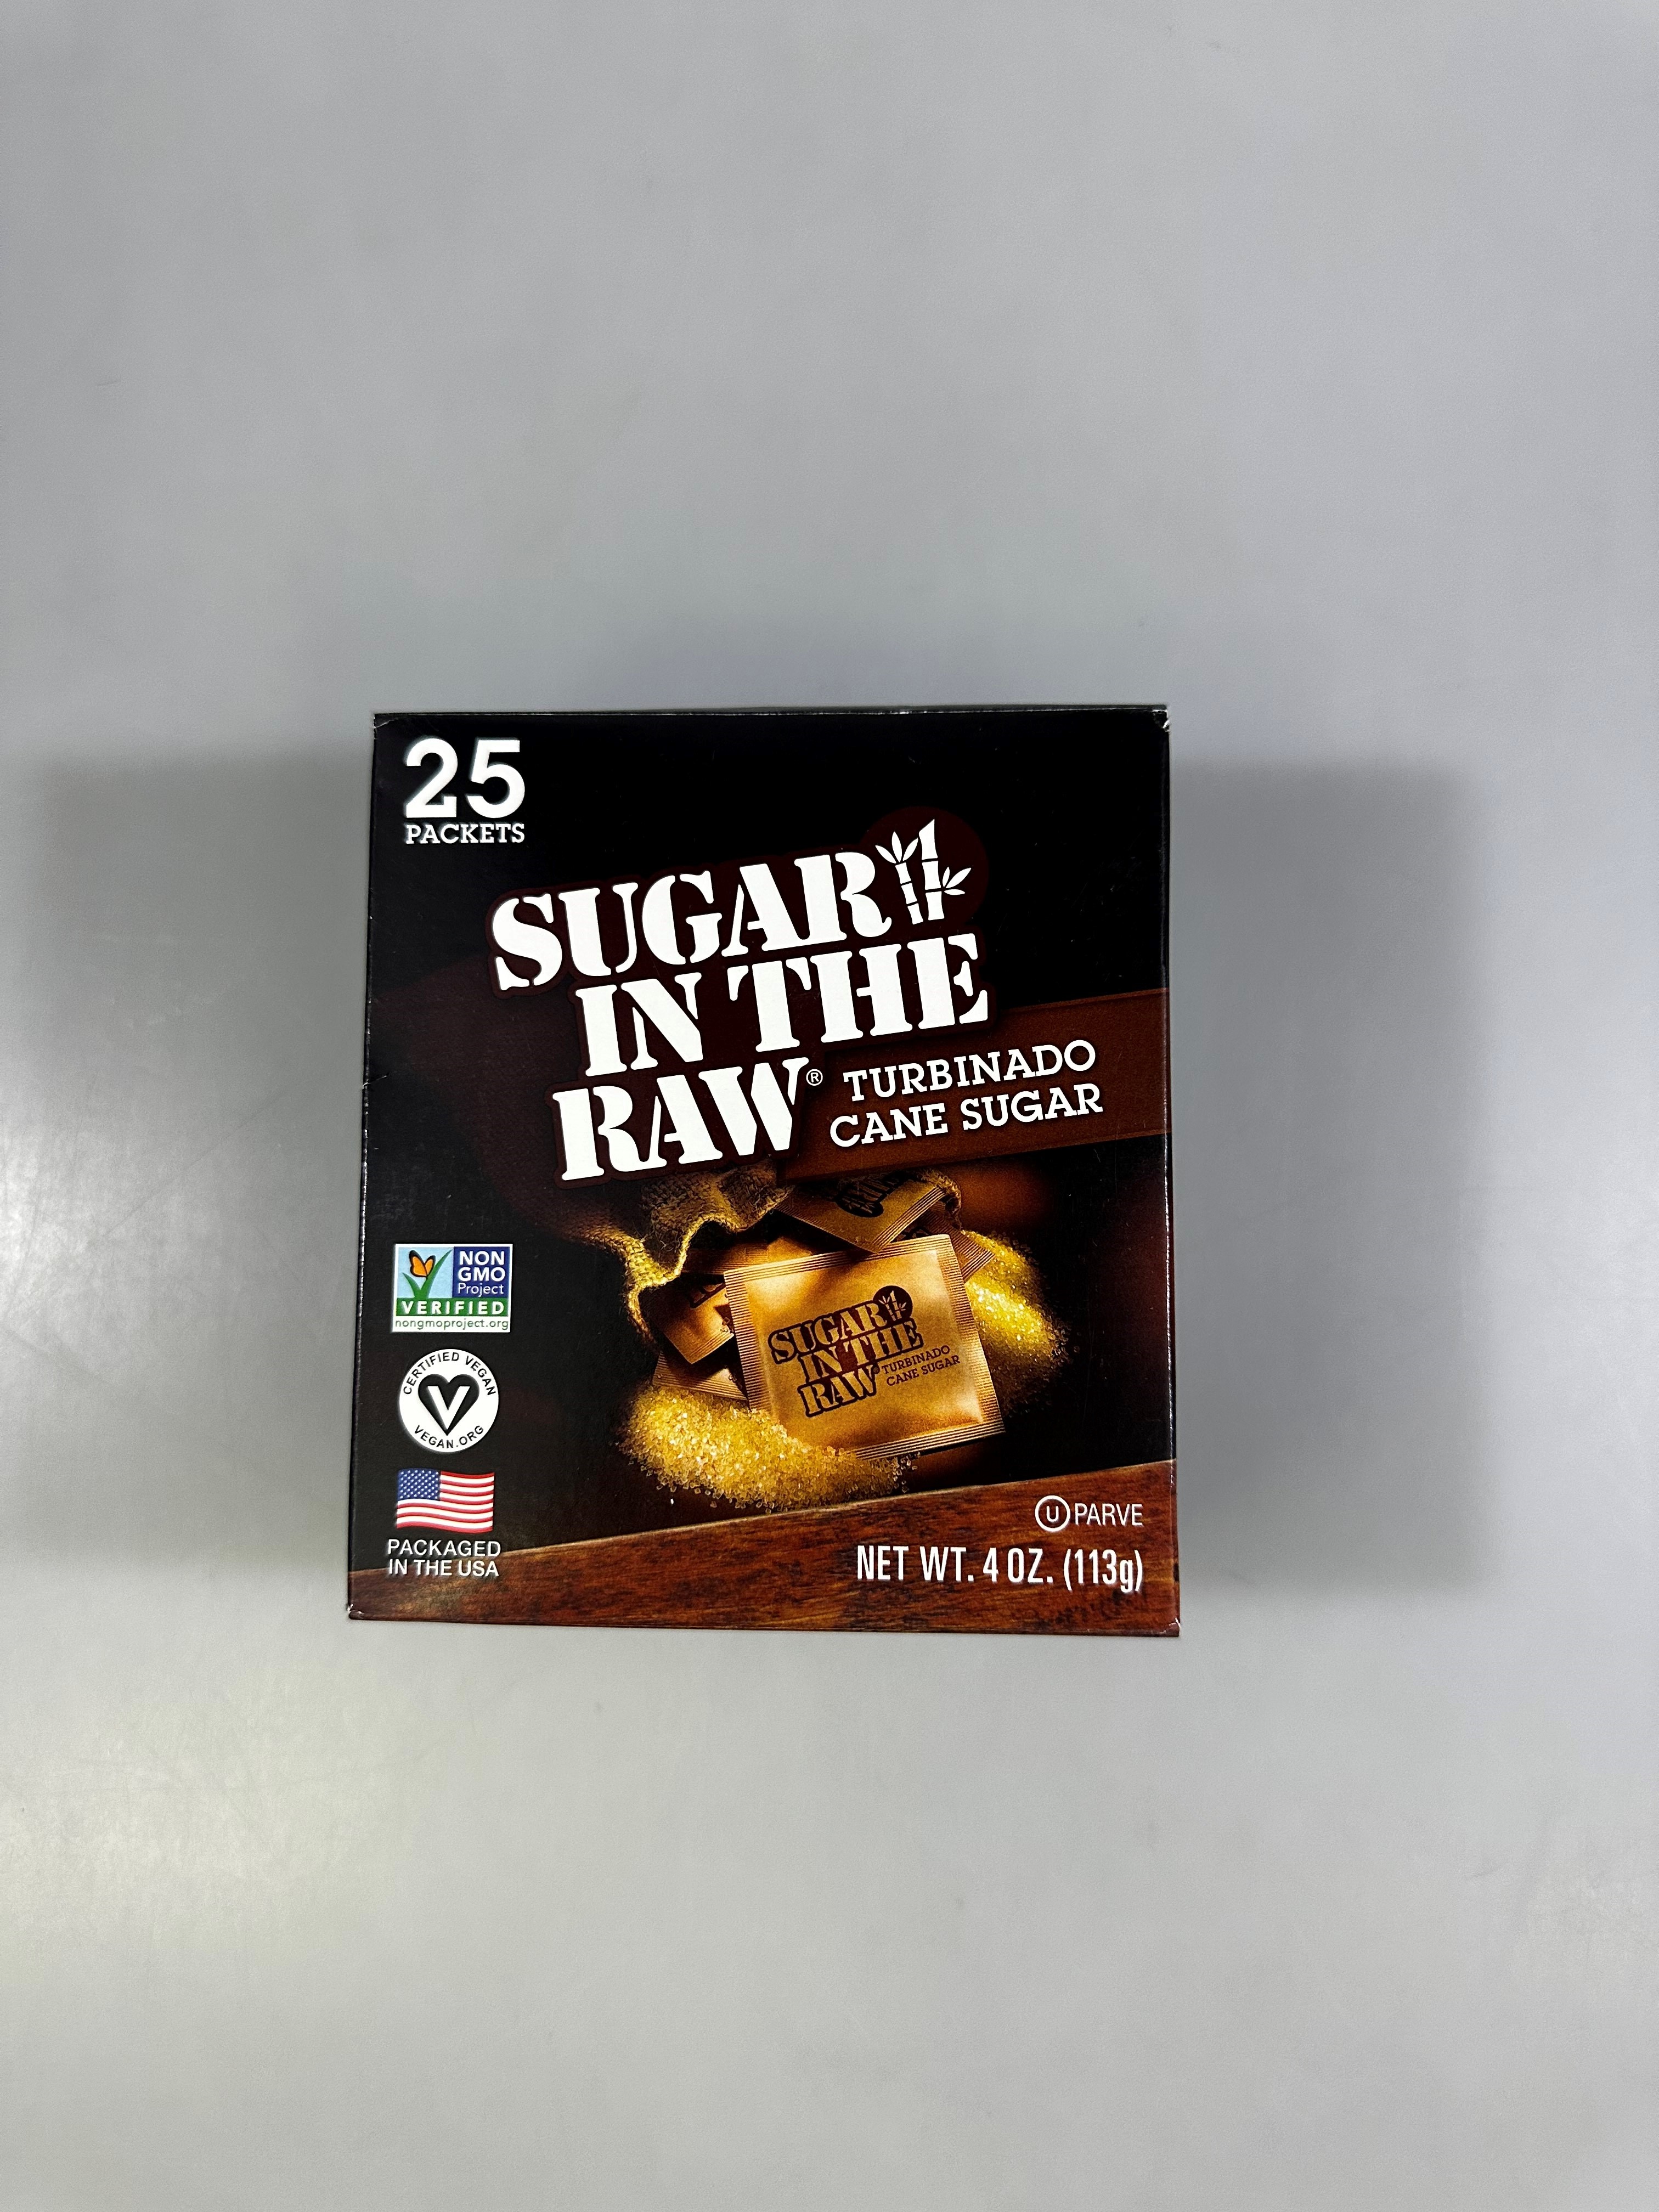 25
PACKETS
SUGAR
IN THE
RAW®
TURBINADO
CANE SUGAR
SUGAR
IN THE
RAW
TURBINADO
CANE SUGAR
NON
GMO
Project
VERIFIED
nongmoproject.org
CERTIFIED VEGAN
V
VEGAN.ORG
PACKAGED
IN THE USA
U PARVE
NET WT. 4 OZ. (113g)